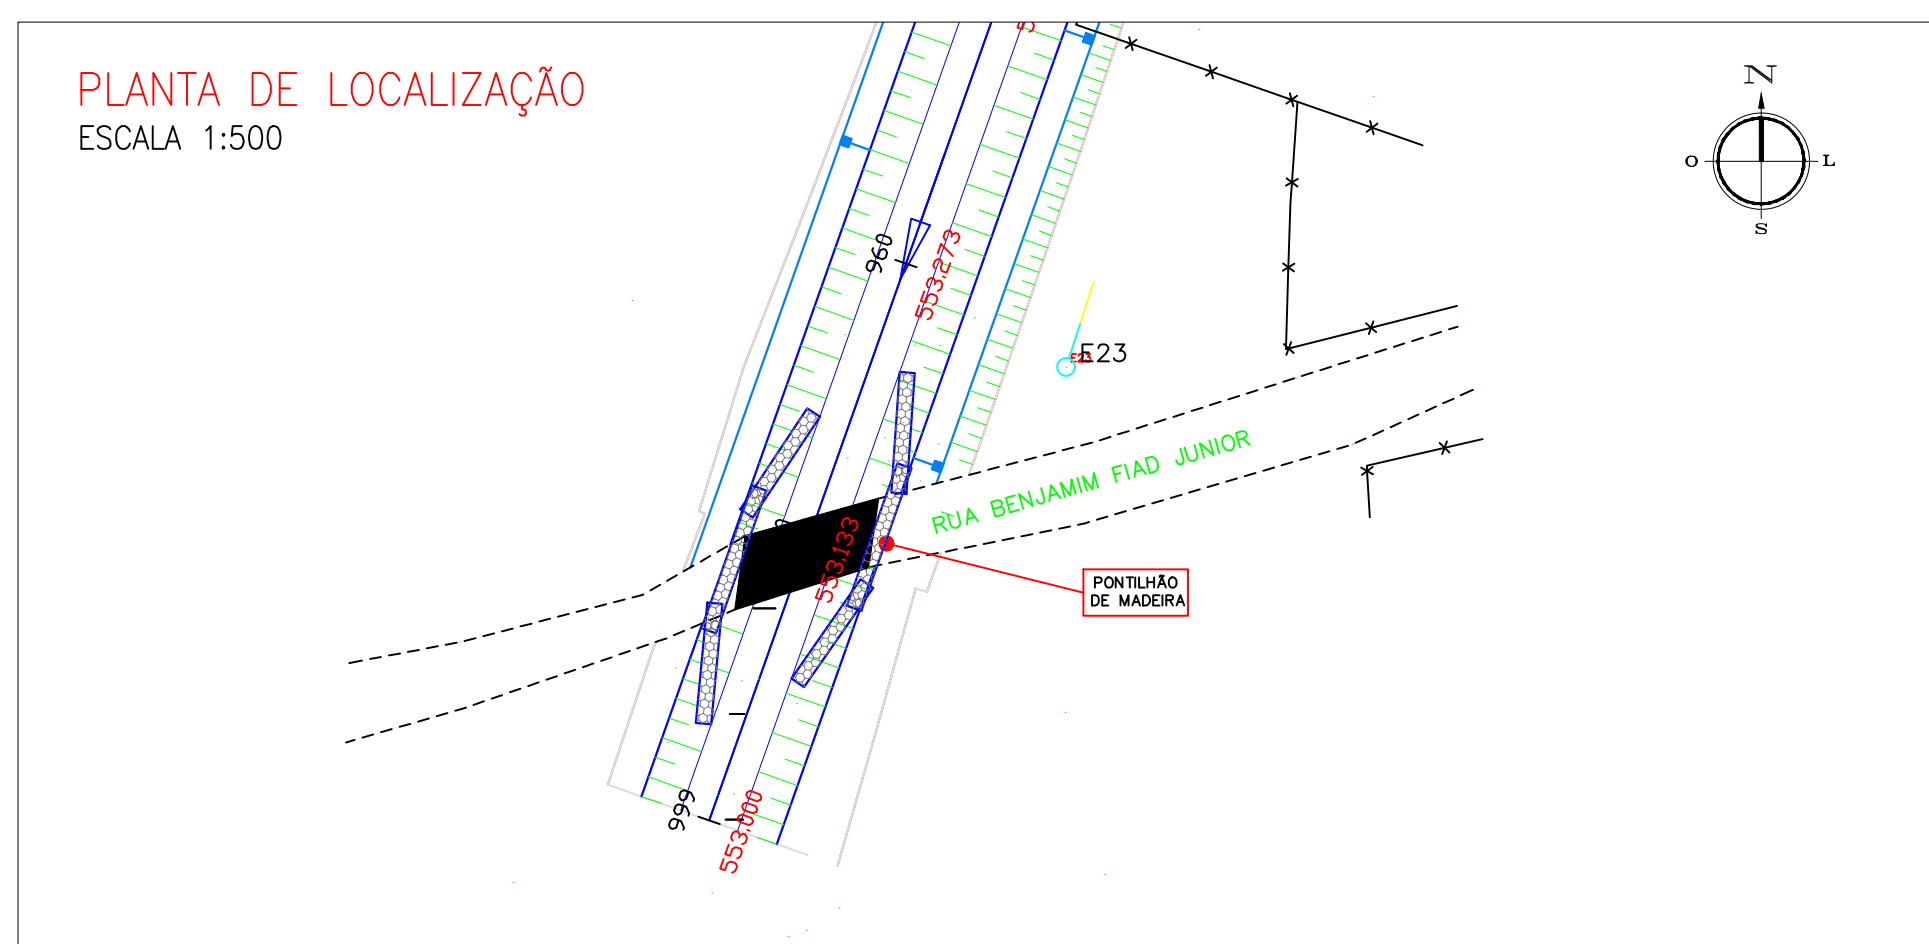 PLANTA DE LOCALIZAÇÃO
ESCALA 1:500
N
O
L
S
960
553.273
E23
E23
RUA BENJAMIM FIAD JUNIOR
553.133
PONTILHÃO
DE MADEIRA
999
553.000